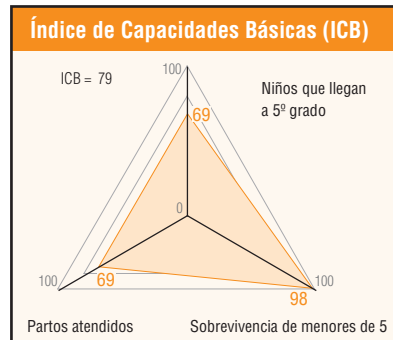 Índice de Capacidades Básicas (ICB)
ICB = 79
100
Niños que llegan
a 5º grado
69
0
100
69
100
98
Partos atendidos
Sobrevivencia de menores de 5